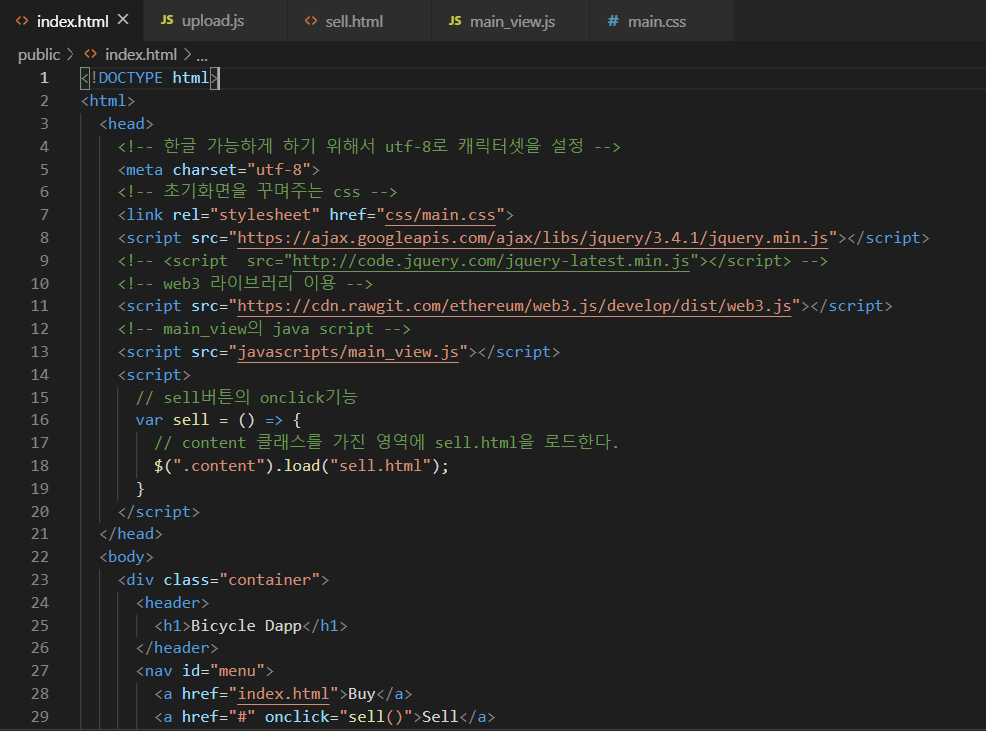 index.html
JS upload.js
sell.html
JS main_view.js
# main.css
public > index.html > ...
1 <!DOCTYPE html>
2 <html>
3 <head>
4 <!-- 한글 가능하게 하기 위해서 utf-8로 캐릭터셋을 설정 -->
5 <meta charset="utf-8">
6 <!-- 초기화면을 꾸며주는 css -->
7 <link rel="stylesheet" href="css/main.css">
8 <script src="https://ajax.googleapis.com/ajax/libs/jquery/3.4.1/jquery.min.js"></script>
9 <!-- <script  src="http://code.jquery.com/jquery-latest.min.js"></script> -->
10 <!-- web3 라이브러리 이용 -->
11 <script src="https://cdn.rawgit.com/ethereum/web3.js/develop/dist/web3.js"></script>
12 <!-- main_view의 java script -->
13 <script src="javascripts/main_view.js"></script>
14 <script>
15 // sell버튼의 onclick기능
16 var sell = () => {
17 // content 클래스를 가진 영역에 sell.html을 로드한다.
18 $(".content").load("sell.html");
19 }
20 </script>
21 </head>
22 <body>
23 <div class="container">
24 <header>
25 <h1>Bicycle Dapp</h1>
26 </header>
27 <nav id="menu">
28 <a href="index.html">Buy</a>
29 <a href="#" onclick="sell()">Sell</a>